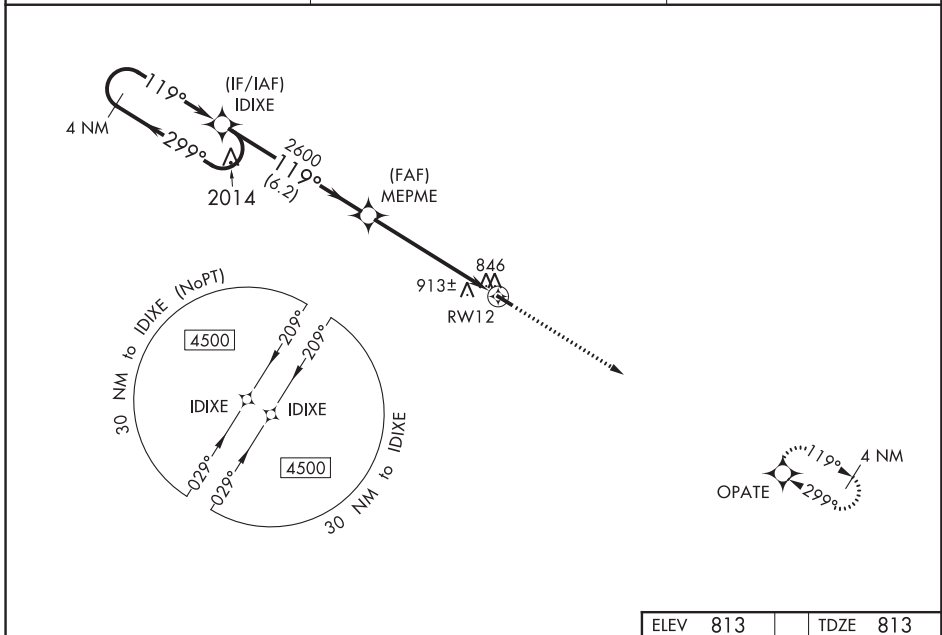 119°
4 NM
299°
(IF/IAF)
IDIXE
2014
2600
119°
(6.2)
(FAF)
MEPME
846
913±
RW12
30 NM to IDIXE (NoPT)
4500
209°
209°
IDIXE
IDIXE
029°
029°
4500
30 NM to IDIXE
119°
4 NM
OPATE
299°
ELEV 813 TDZE 813